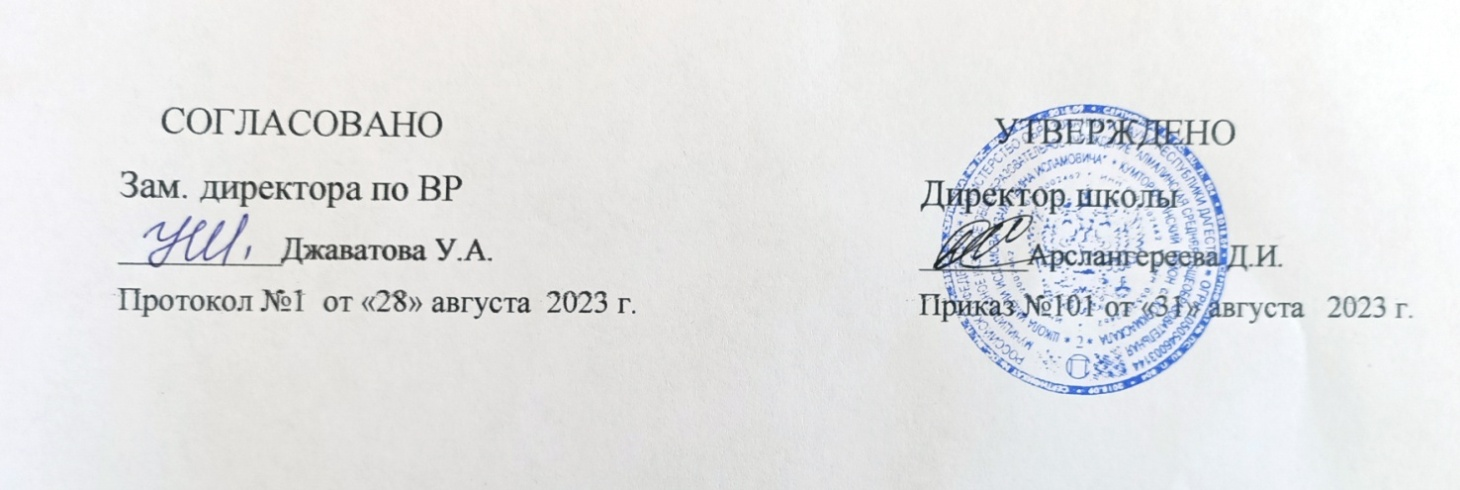 СОГЛАСОВАНО
Зам. директора по ВР
Джаватова У.А.
Протокол №1 от «28» августа 2023 г.
УТВЕРЖДЕНО
Директор школы
Арслангереева Д.И.
Приказ №101 от «31» августа 2023 г.